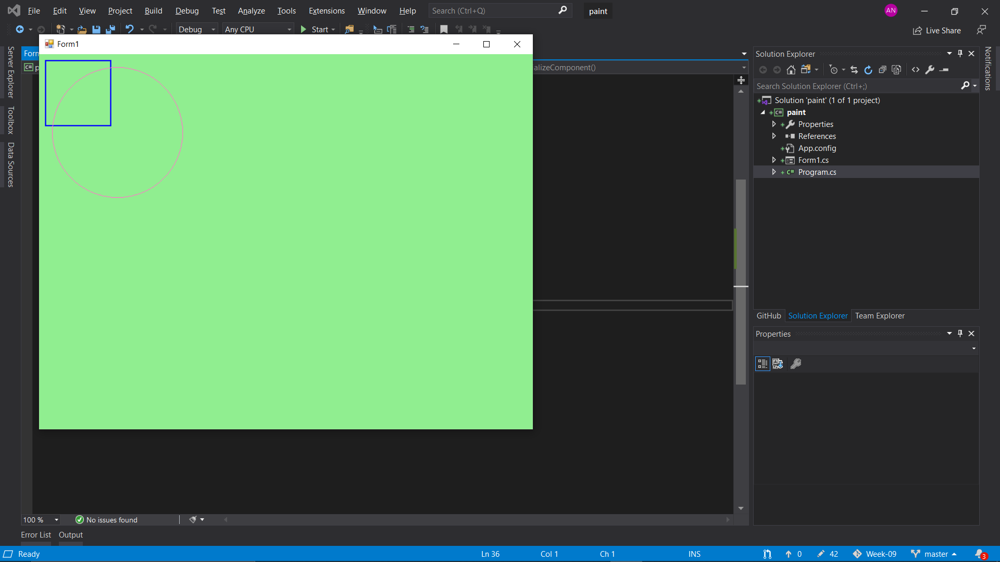 File Edit View Project Build Debug Test Analyze Tools Extensions Window Help Search (Ctrl+Q) paint AN
Debug Any CPU Start Live Share
Form1
Form
p
alizeComponent()
Server Explorer
Toolbox
Data Sources
Solution Explorer
Search Solution Explorer (Ctrl+;)
Solution 'paint' (1 of 1 project)
C# paint
Properties
References
App.config
Form1.cs
C# Program.cs
GitHub Solution Explorer Team Explorer
Properties
Notifications
100 % No issues found
Error List Output
Ready Ln 36 Col 1 Ch 1 INS 0 42 Week-09 master 3